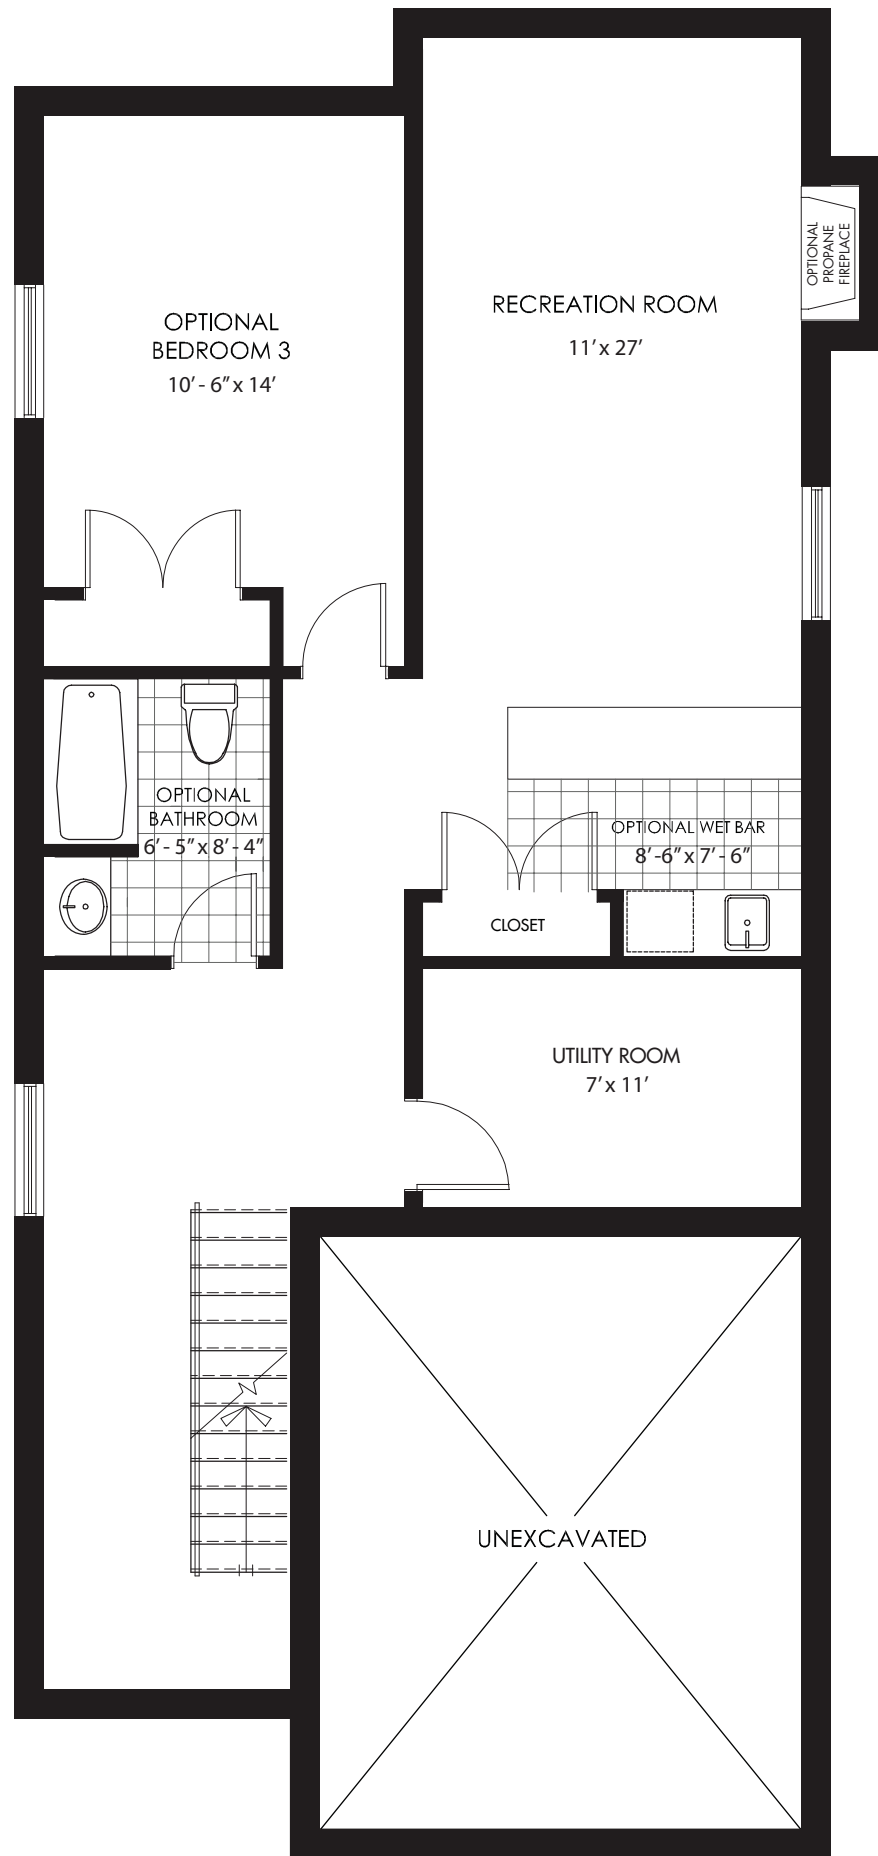 OPTIONAL
PROPANE
FIREPLACE
RECREATION ROOM
11' x 27'
OPTIONAL
BEDROOM 3
10' - 6" x 14'
OPTIONAL
BATHROOM
6' - 5" x 8' - 4"
OPTIONAL WET BAR
8' -6" x 7' - 6"
CLOSET
UTILITY ROOM
7' x 11'
UNEXCAVATED